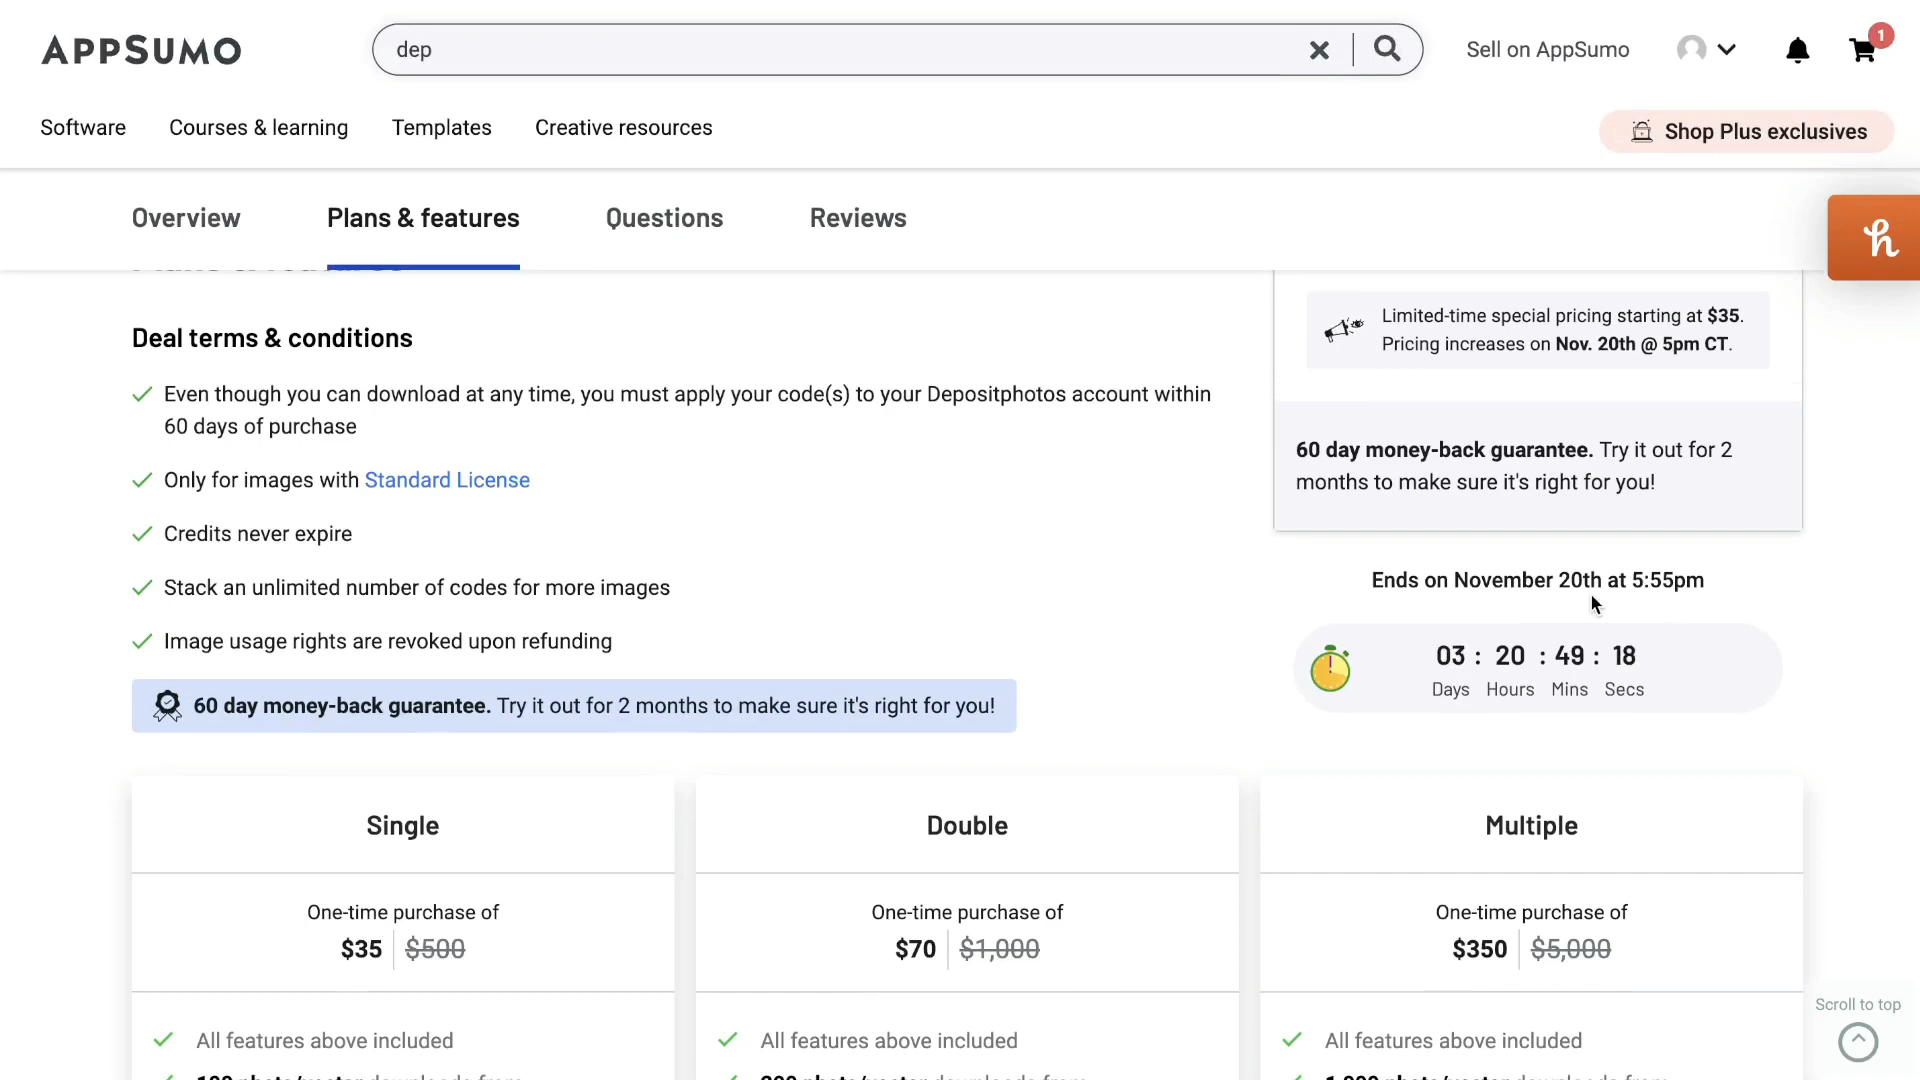 APPSUMO
dep
Sell on AppSumo
1
Software
Courses & learning
Templates
Creative resources
Shop Plus exclusives
Overview
Plans & features
Questions
Reviews
h
Deal terms & conditions
Even though you can download at any time, you must apply your code(s) to your Depositphotos account within
60 days of purchase
Only for images with Standard License
Credits never expire
Stack an unlimited number of codes for more images
Image usage rights are revoked upon refunding
60 day money-back guarantee. Try it out for 2 months to make sure it's right for you!
Limited-time special pricing starting at $35.
Pricing increases on Nov. 20th @ 5pm CT.
60 day money-back guarantee. Try it out for 2
months to make sure it's right for you!
Ends on November 20th at 5:55pm
03 : 20 : 49 : 18
Days Hours Mins Secs
Single
One-time purchase of
$35 $500
All features above included
Double
One-time purchase of
$70 $1,000
All features above included
Multiple
One-time purchase of
$350 $5,000
All features above included
Scroll to top